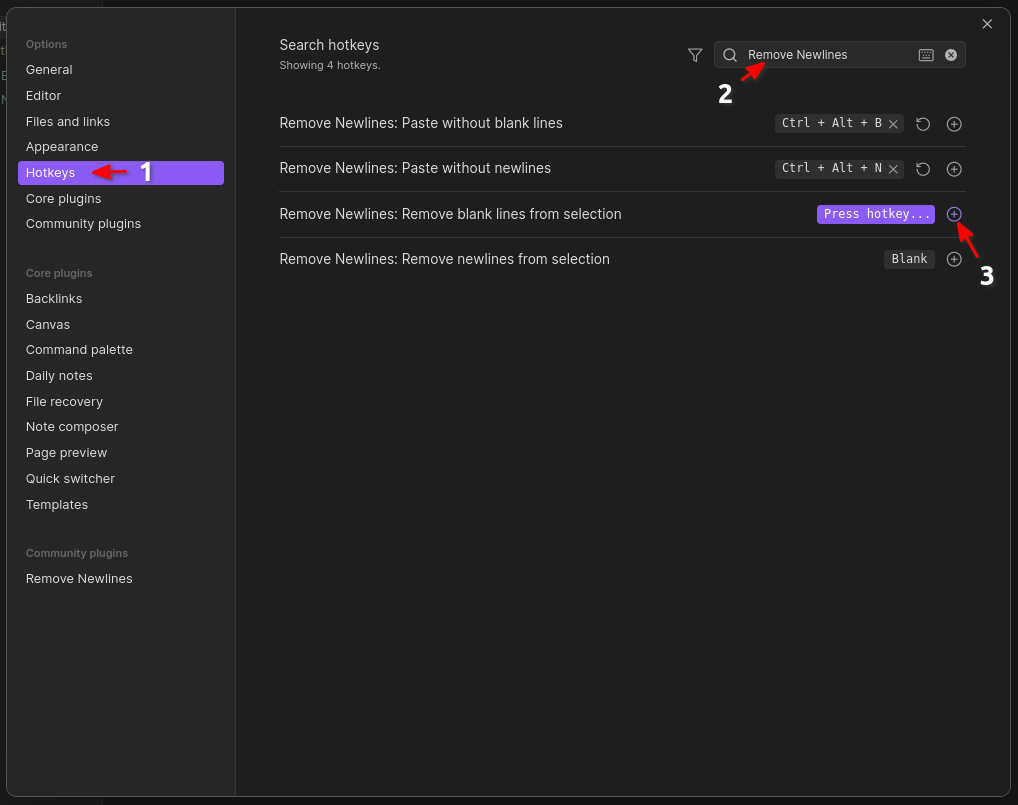 Options
General
Editor
Files and links
Appearance
Hotkeys
1
Core plugins
Community plugins
Core plugins
Backlinks
Canvas
Command palette
Daily notes
File recovery
Note composer
Page preview
Quick switcher
Templates
Community plugins
Remove Newlines
Search hotkeys
Showing 4 hotkeys.
Remove Newlines
2
Remove Newlines: Paste without blank lines Ctrl + Alt + B
Remove Newlines: Paste without newlines Ctrl + Alt + N
Remove Newlines: Remove blank lines from selection Press hotkey...
3
Remove Newlines: Remove newlines from selection Blank